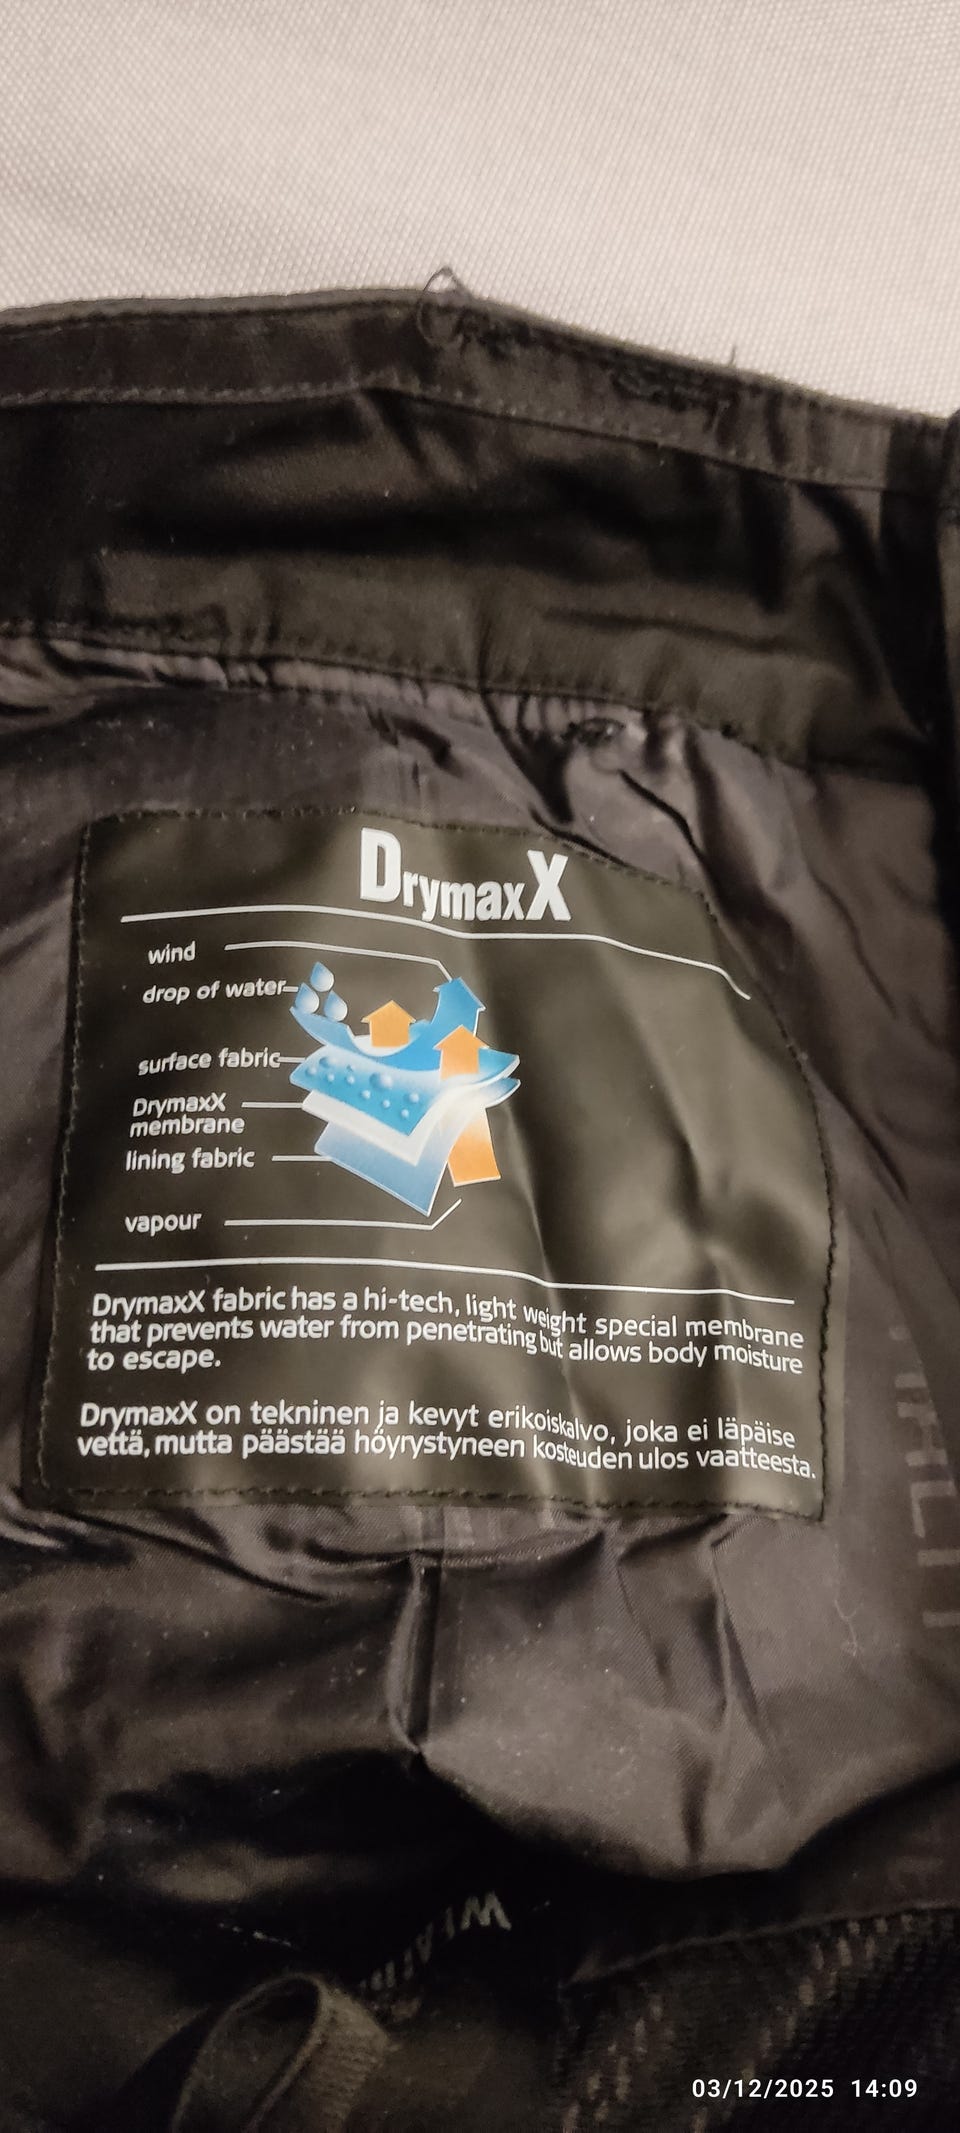 DrymaxX
wind
drop of water
surface fabric
DrymaxX
membrane
lining fabric
vapour
DrymaxX fabric has a hi-tech, light weight special membrane
that prevents water from penetrating but allows body moisture
to escape.
DrymaxX on tekninen ja kevyt erikoiskalvo, joka ei läpäise
vettä, mutta päästää höyrystyneen kosteuden ulos vaatteesta.
03/12/2025 14:09